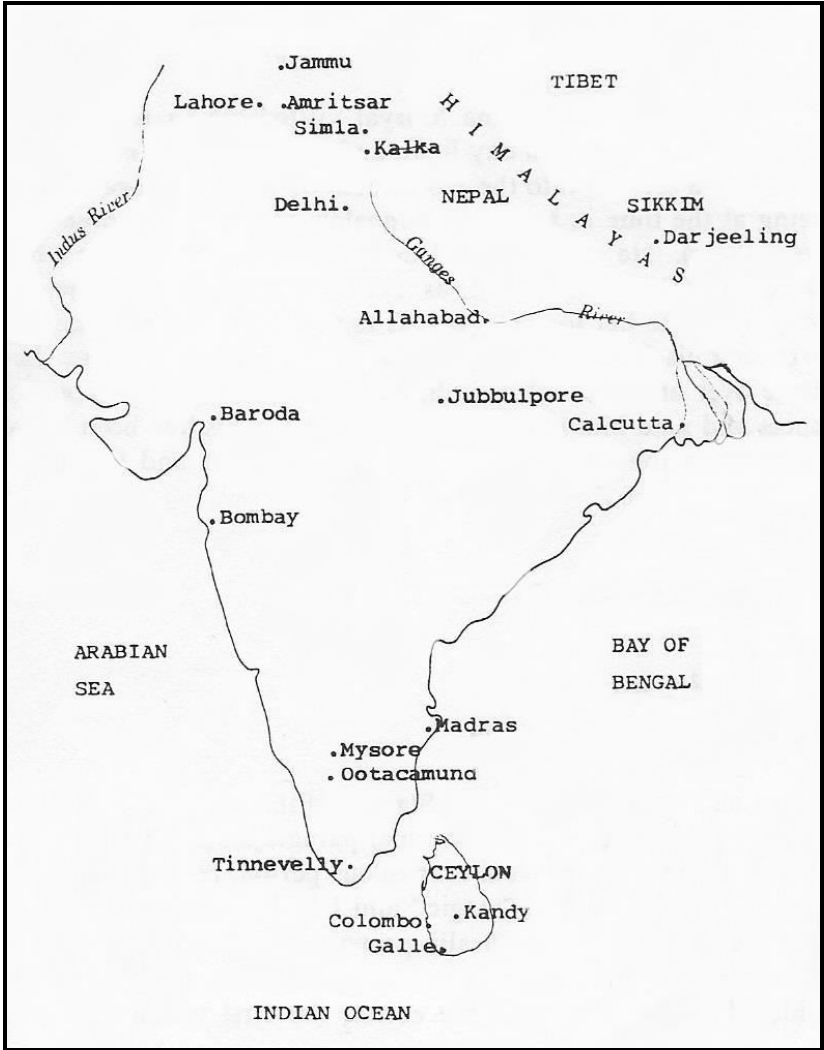 Jammu
TIBET
Lahore. Amritsar
HIMALAYAS
Simla.
Kalka
NEPAL
SIKKIM
Delhi.
Darjeeling
Indus River
Ganges
Allahabad.
River
Jubbulpore
Baroda
Calcutta.
Bombay
ARABIAN
SEA
BAY OF
BENGAL
Madras
Mysore
Ootacamund
Tinnevelly.
CEYLON
Kandy
Colombo.
Galle.
INDIAN OCEAN